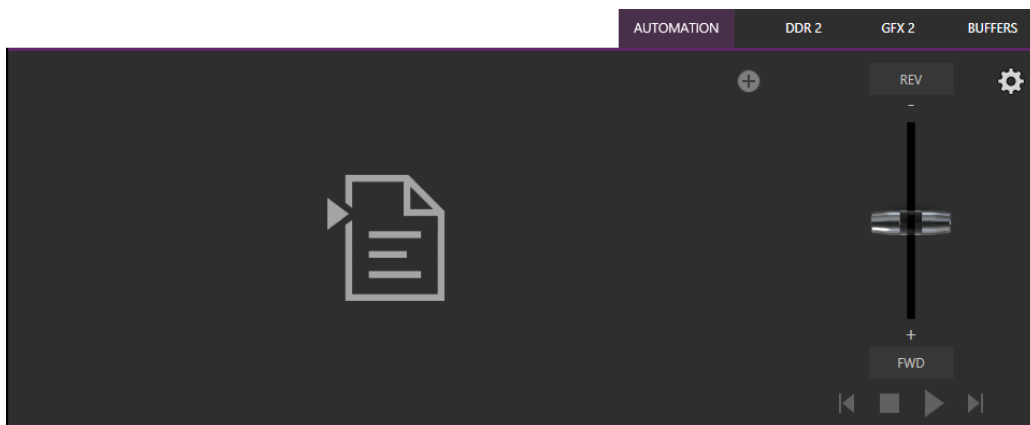 AUTOMATION DDR 2 GFX 2 BUFFERS
REV
-
+
FWD